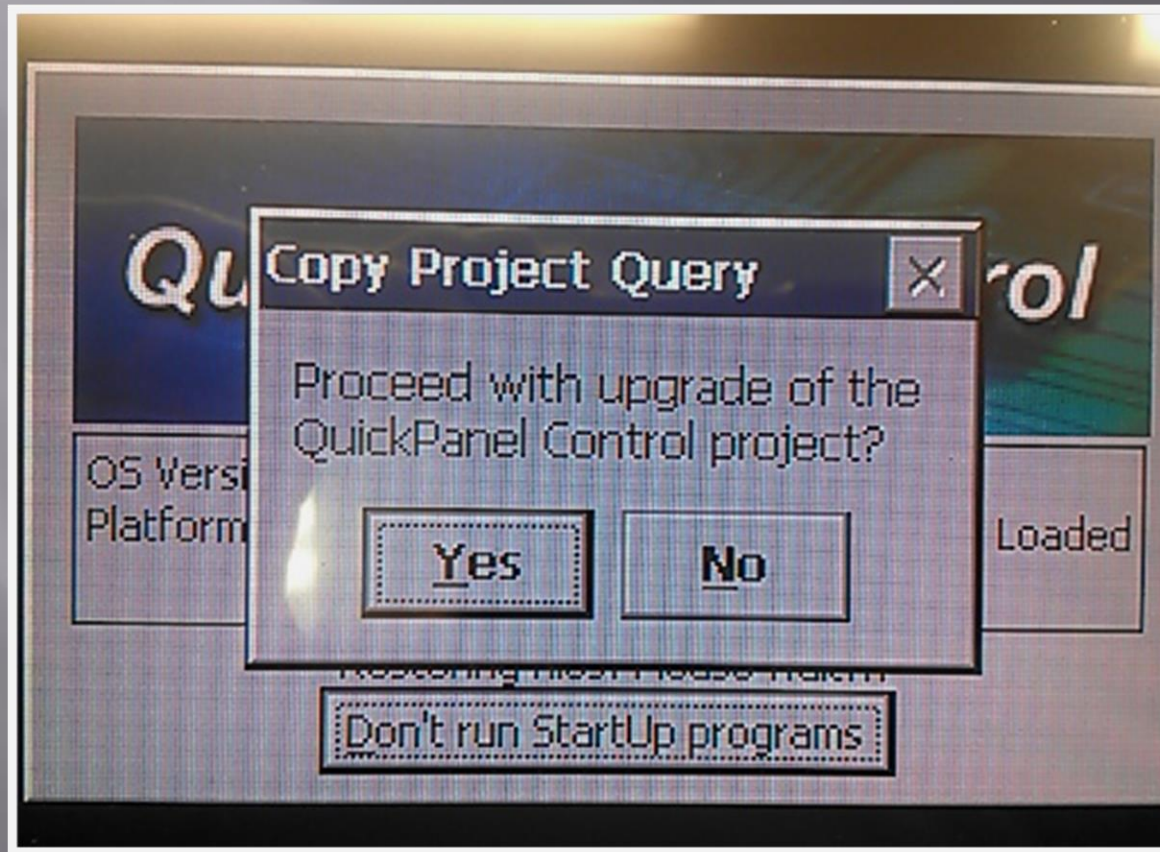 Qu rol
Copy Project Query
Proceed with upgrade of the
QuickPanel Control project?
OS Versi
Platform
Loaded
Yes
No
Don't run StartUp programs